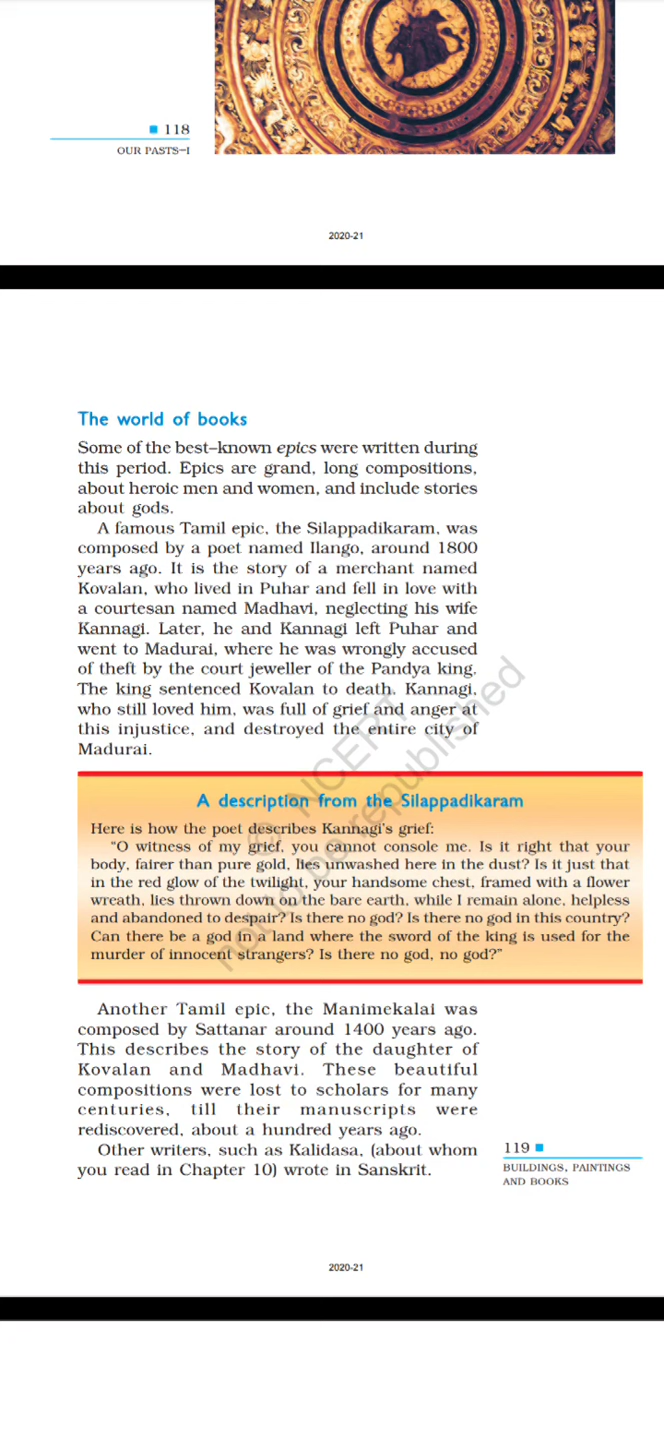 ■ 118
OUR PASTS–I
2020-21
The world of books
Some of the best–known epics were written during
this period. Epics are grand, long compositions,
about heroic men and women, and include stories
about gods.
A famous Tamil epic, the Silappadikaram, was
composed by a poet named Ilango, around 1800
years ago. It is the story of a merchant named
Kovalan, who lived in Puhar and fell in love with
a courtesan named Madhavi, neglecting his wife
Kannagi. Later, he and Kannagi left Puhar and
went to Madurai, where he was wrongly accused
of theft by the court jeweller of the Pandya king.
The king sentenced Kovalan to death. Kannagi,
who still loved him, was full of grief and anger at
this injustice, and destroyed the entire city of
Madurai.
A description from the Silappadikaram
Here is how the poet describes Kannagi's grief:
"O witness of my grief, you cannot console me. Is it right that your
body, fairer than pure gold, lies unwashed here in the dust? Is it just that
in the red glow of the twilight, your handsome chest, framed with a flower
wreath, lies thrown down on the bare earth, while I remain alone, helpless
and abandoned to despair? Is there no god? Is there no god in this country?
Can there be a god in a land where the sword of the king is used for the
murder of innocent strangers? Is there no god, no god?"
Another Tamil epic, the Manimekalai was
composed by Sattanar around 1400 years ago.
This describes the story of the daughter of
Kovalan and Madhavi. These beautiful
compositions were lost to scholars for many
centuries, till their manuscripts were
rediscovered, about a hundred years ago.
Other writers, such as Kalidasa, (about whom
you read in Chapter 10) wrote in Sanskrit.
119 ■
BUILDINGS, PAINTINGS
AND BOOKS
© NCERT
not to be republished
2020-21